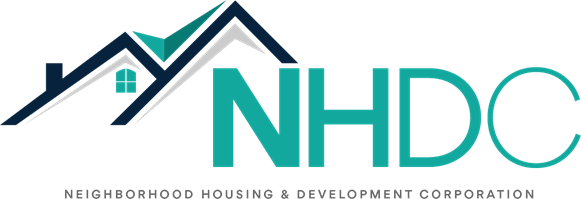 NHDC
NEIGHBORHOOD HOUSING & DEVELOPMENT CORPORATION